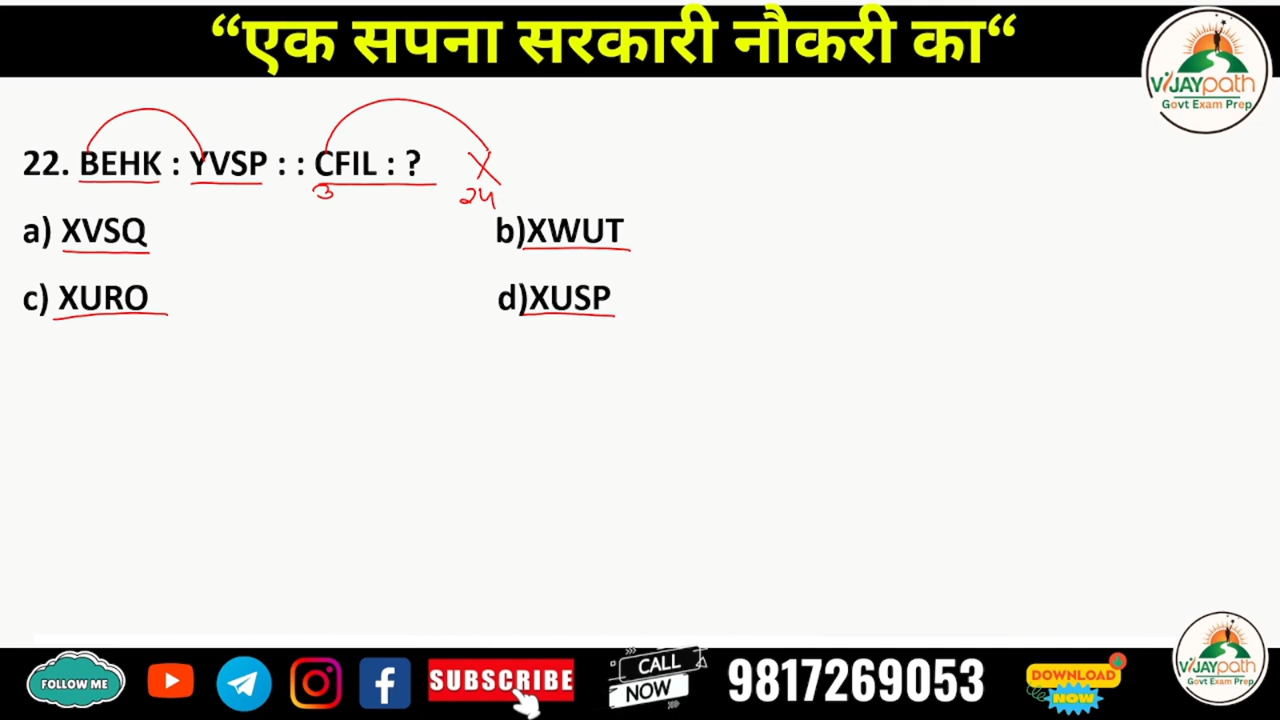 “एक सपना सरकारी नौकरी का“
VIJAYpath
Govt Exam Prep
22. BEHK : YVSP : : CFIL : ? X
3 24
a) XVSQ b)XWUT
c) XURO d)XUSP
VIJAYpath
Govt Exam Prep
FOLLOW ME SUBSCRIBE CALL NOW 9817269053 DOWNLOAD NOW